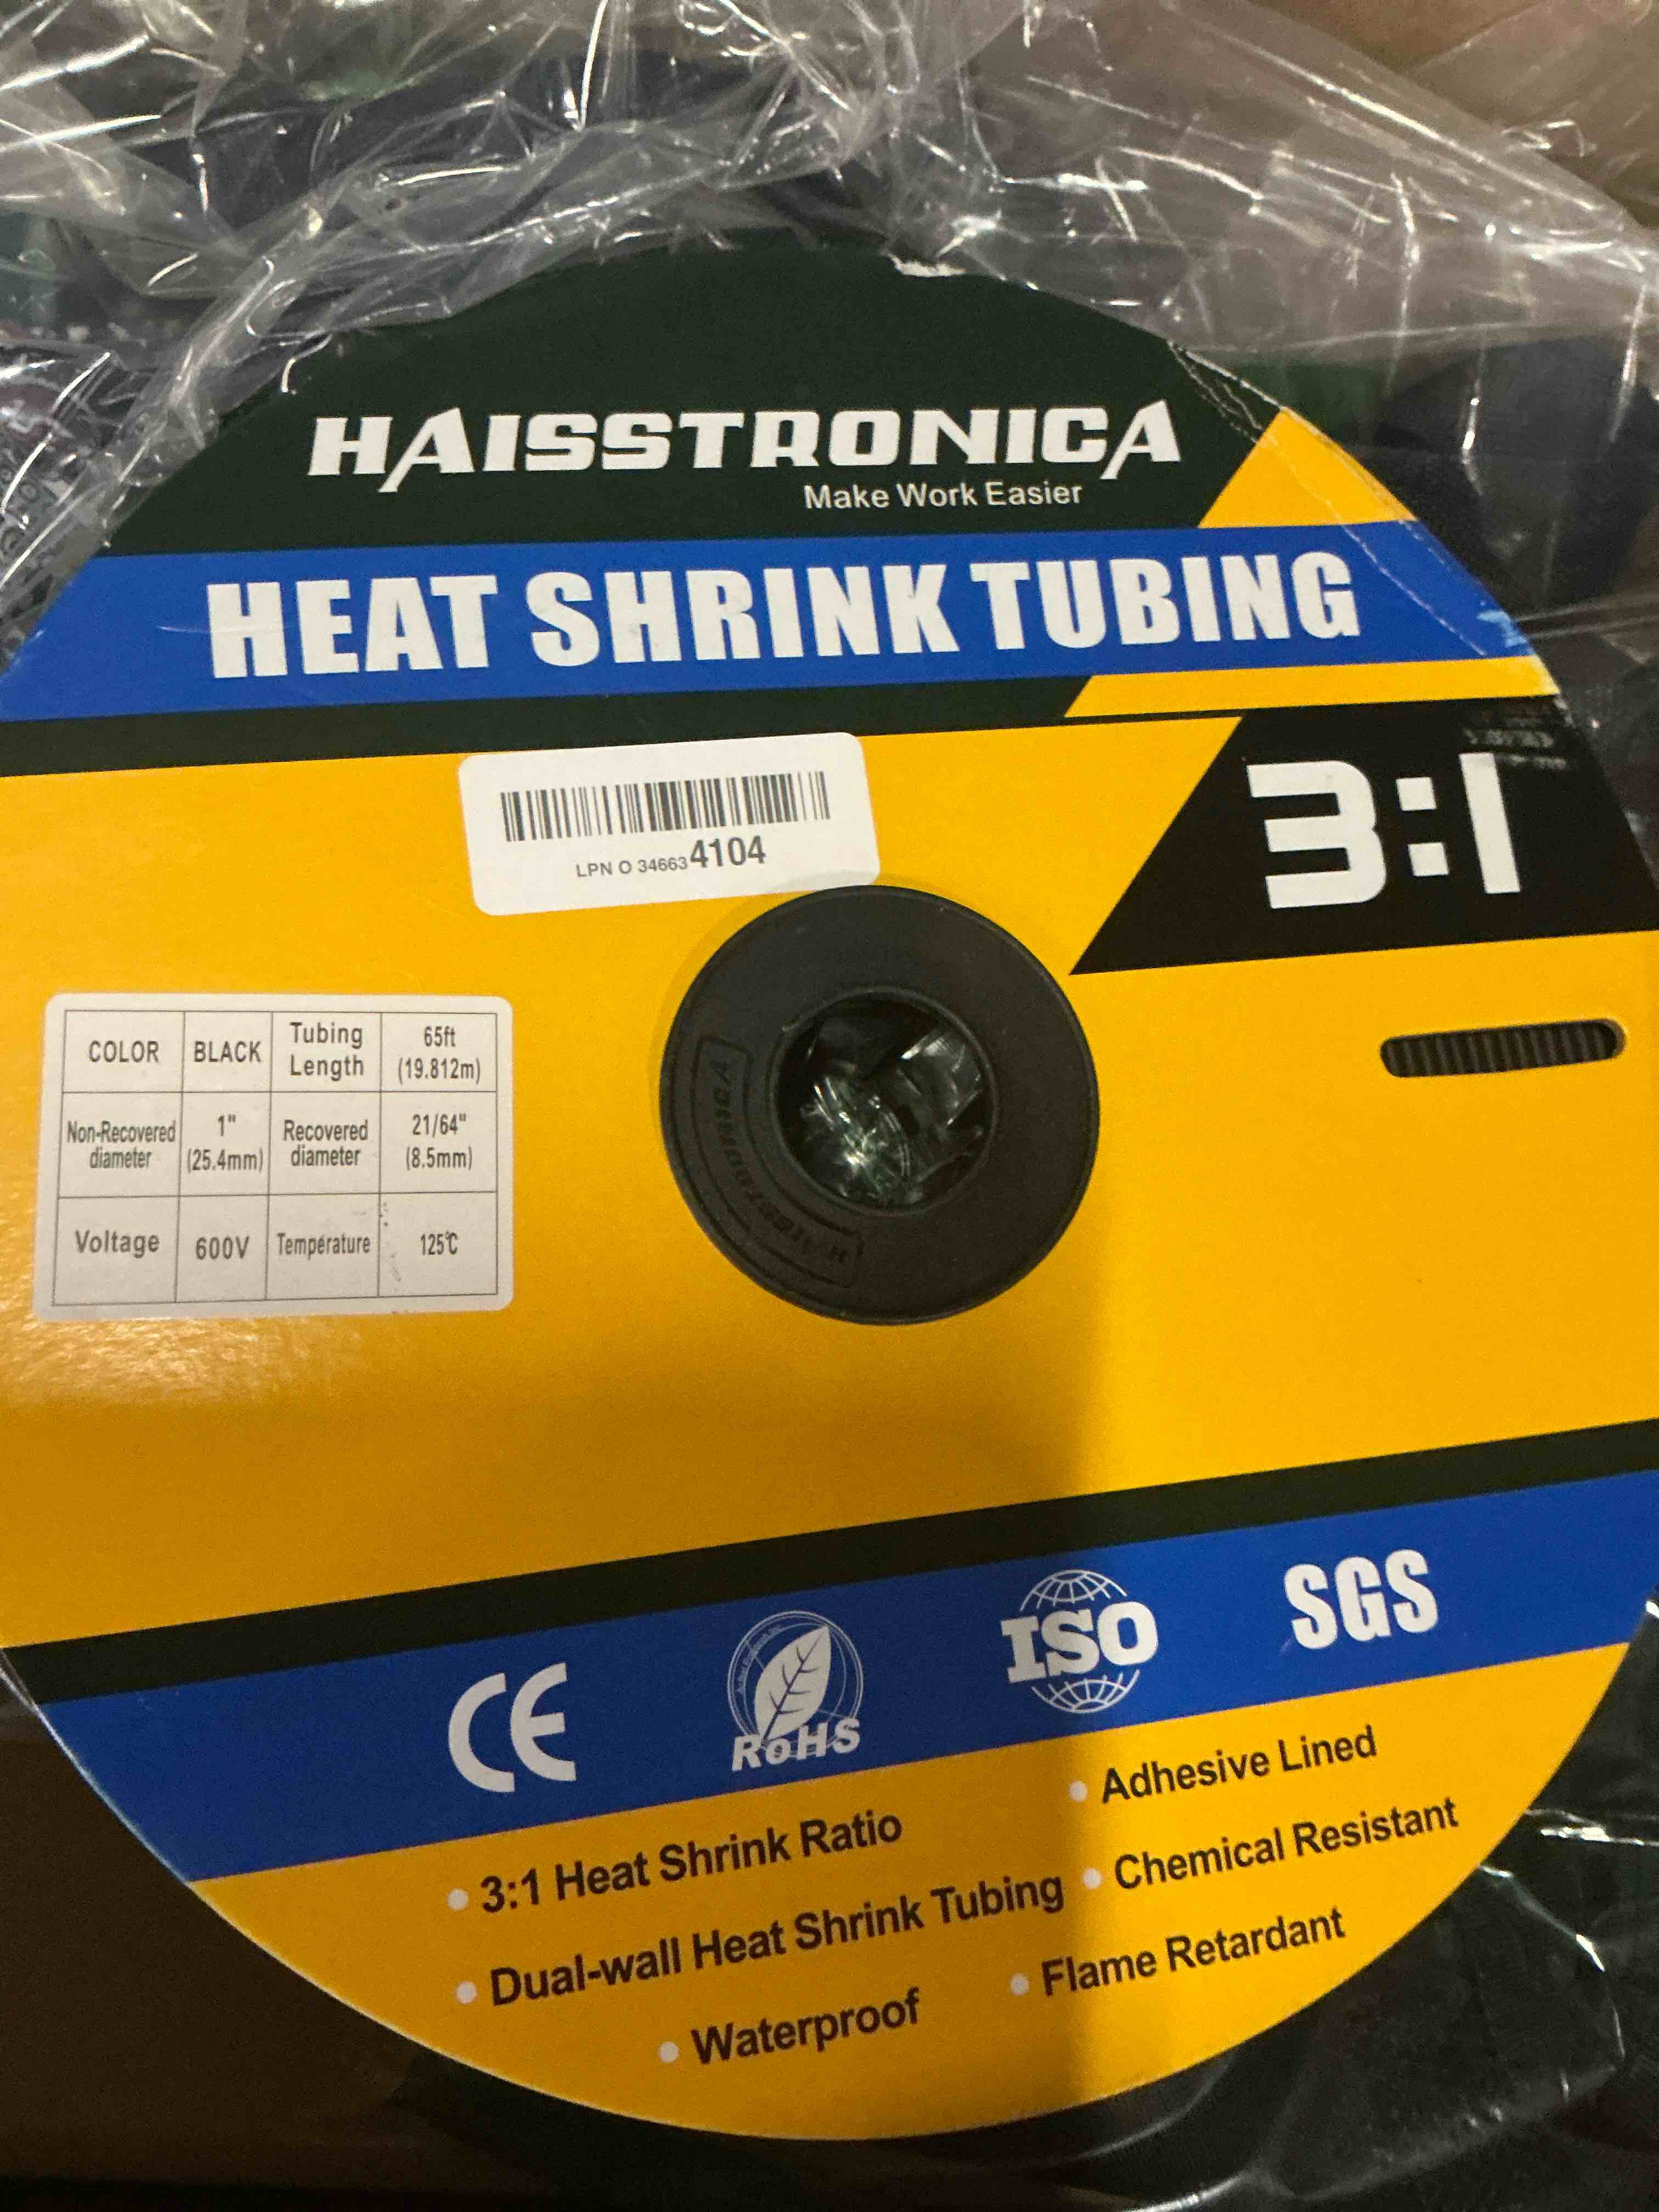 HAISSTRONICA
Make Work Easier
HEAT SHRINK TUBING
3:1
LPN O 346634104
COLOR BLACK Tubing Length 65ft (19.812m)
Non-Recovered diameter 1" (25.4mm) Recovered diameter 21/64" (8.5mm)
Voltage 600V Temperature 125℃
HAISSTRONICA
CE RoHS ISO SGS
• 3:1 Heat Shrink Ratio
• Adhesive Lined
• Dual-wall Heat Shrink Tubing
• Chemical Resistant
• Waterproof
• Flame Retardant